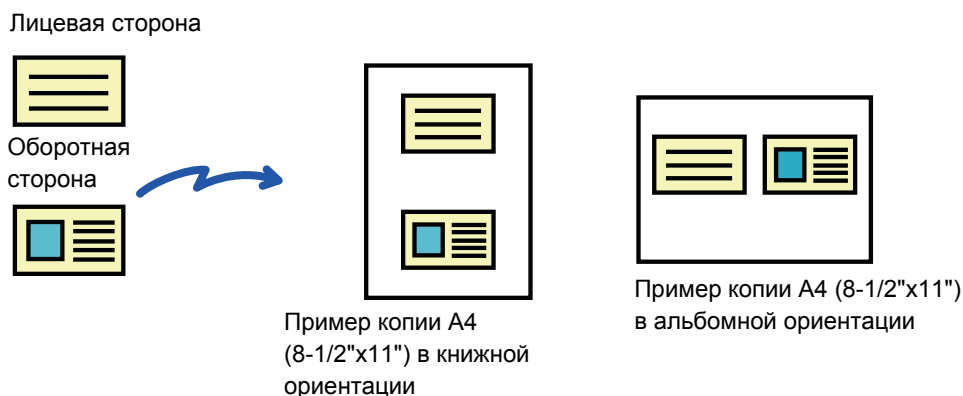 Лицевая сторона
Оборотная
сторона
Пример копии A4
(8-1/2"x11") в книжной
ориентации
Пример копии A4 (8-1/2"x11")
в альбомной ориентации